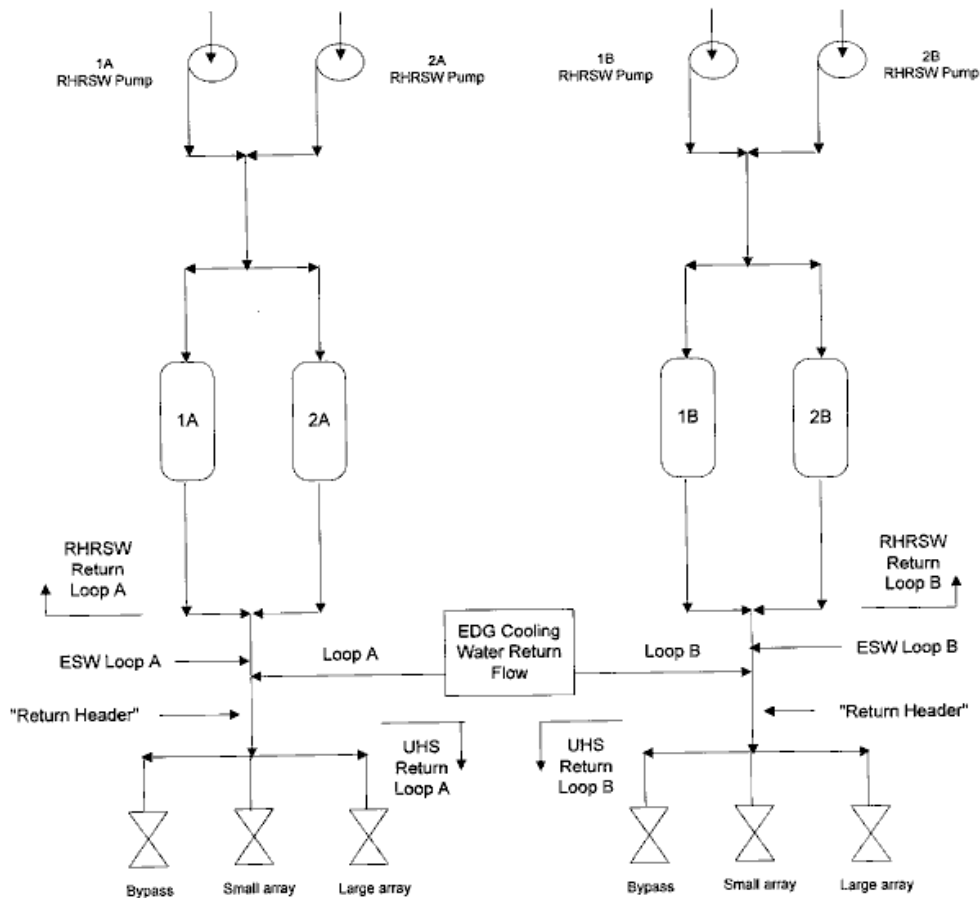 1A
RHRSW Pump
2A
RHRSW Pump
1B
RHRSW Pump
2B
RHRSW Pump
1A
2A
1B
2B
RHRSW
Return
Loop A
RHRSW
Return
Loop B
ESW Loop A
Loop A
EDG Cooling
Water Return
Flow
Loop B
ESW Loop B
"Return Header"
"Return Header"
UHS
Return
Loop A
UHS
Return
Loop B
Bypass
Small array
Large array
Bypass
Small array
Large array